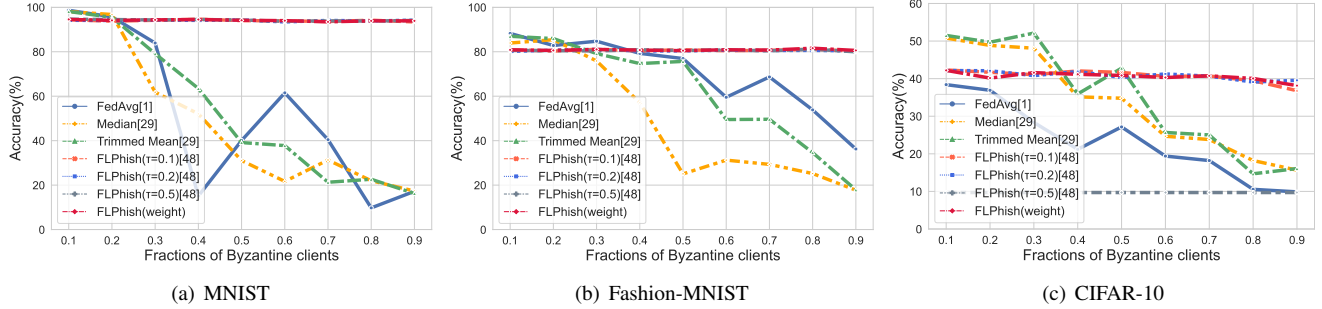 100
80
60
40
20
0
Accuracy(%)
FedAvg[1]
Median[29]
Trimmed Mean[29]
FLPhish(τ=0.1)[48]
FLPhish(τ=0.2)[48]
FLPhish(τ=0.5)[48]
FLPhish(weight)
0.1 0.2 0.3 0.4 0.5 0.6 0.7 0.8 0.9
Fractions of Byzantine clients
(a) MNIST
100
80
60
40
20
0
Accuracy(%)
FedAvg[1]
Median[29]
Trimmed Mean[29]
FLPhish(τ=0.1)[48]
FLPhish(τ=0.2)[48]
FLPhish(τ=0.5)[48]
FLPhish(weight)
0.1 0.2 0.3 0.4 0.5 0.6 0.7 0.8 0.9
Fractions of Byzantine clients
(b) Fashion-MNIST
60
50
40
30
20
10
0
Accuracy(%)
FedAvg[1]
Median[29]
Trimmed Mean[29]
FLPhish(τ=0.1)[48]
FLPhish(τ=0.2)[48]
FLPhish(τ=0.5)[48]
FLPhish(weight)
0.1 0.2 0.3 0.4 0.5 0.6 0.7 0.8 0.9
Fractions of Byzantine clients
(c) CIFAR-10